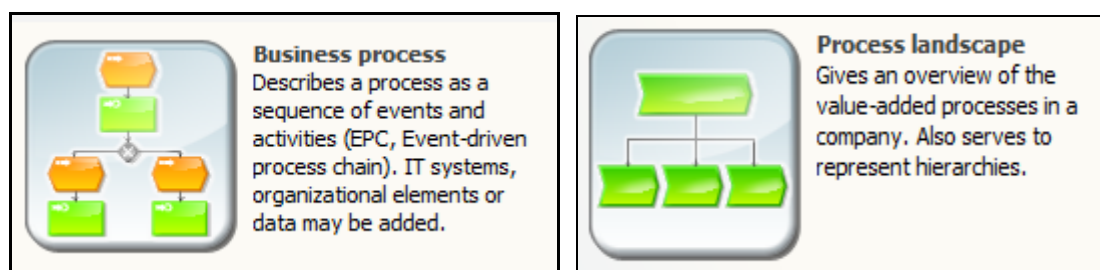 Business process
Describes a process as a
sequence of events and
activities (EPC, Event-driven
process chain). IT systems,
organizational elements or
data may be added.
Process landscape
Gives an overview of the
value-added processes in a
company. Also serves to
represent hierarchies.